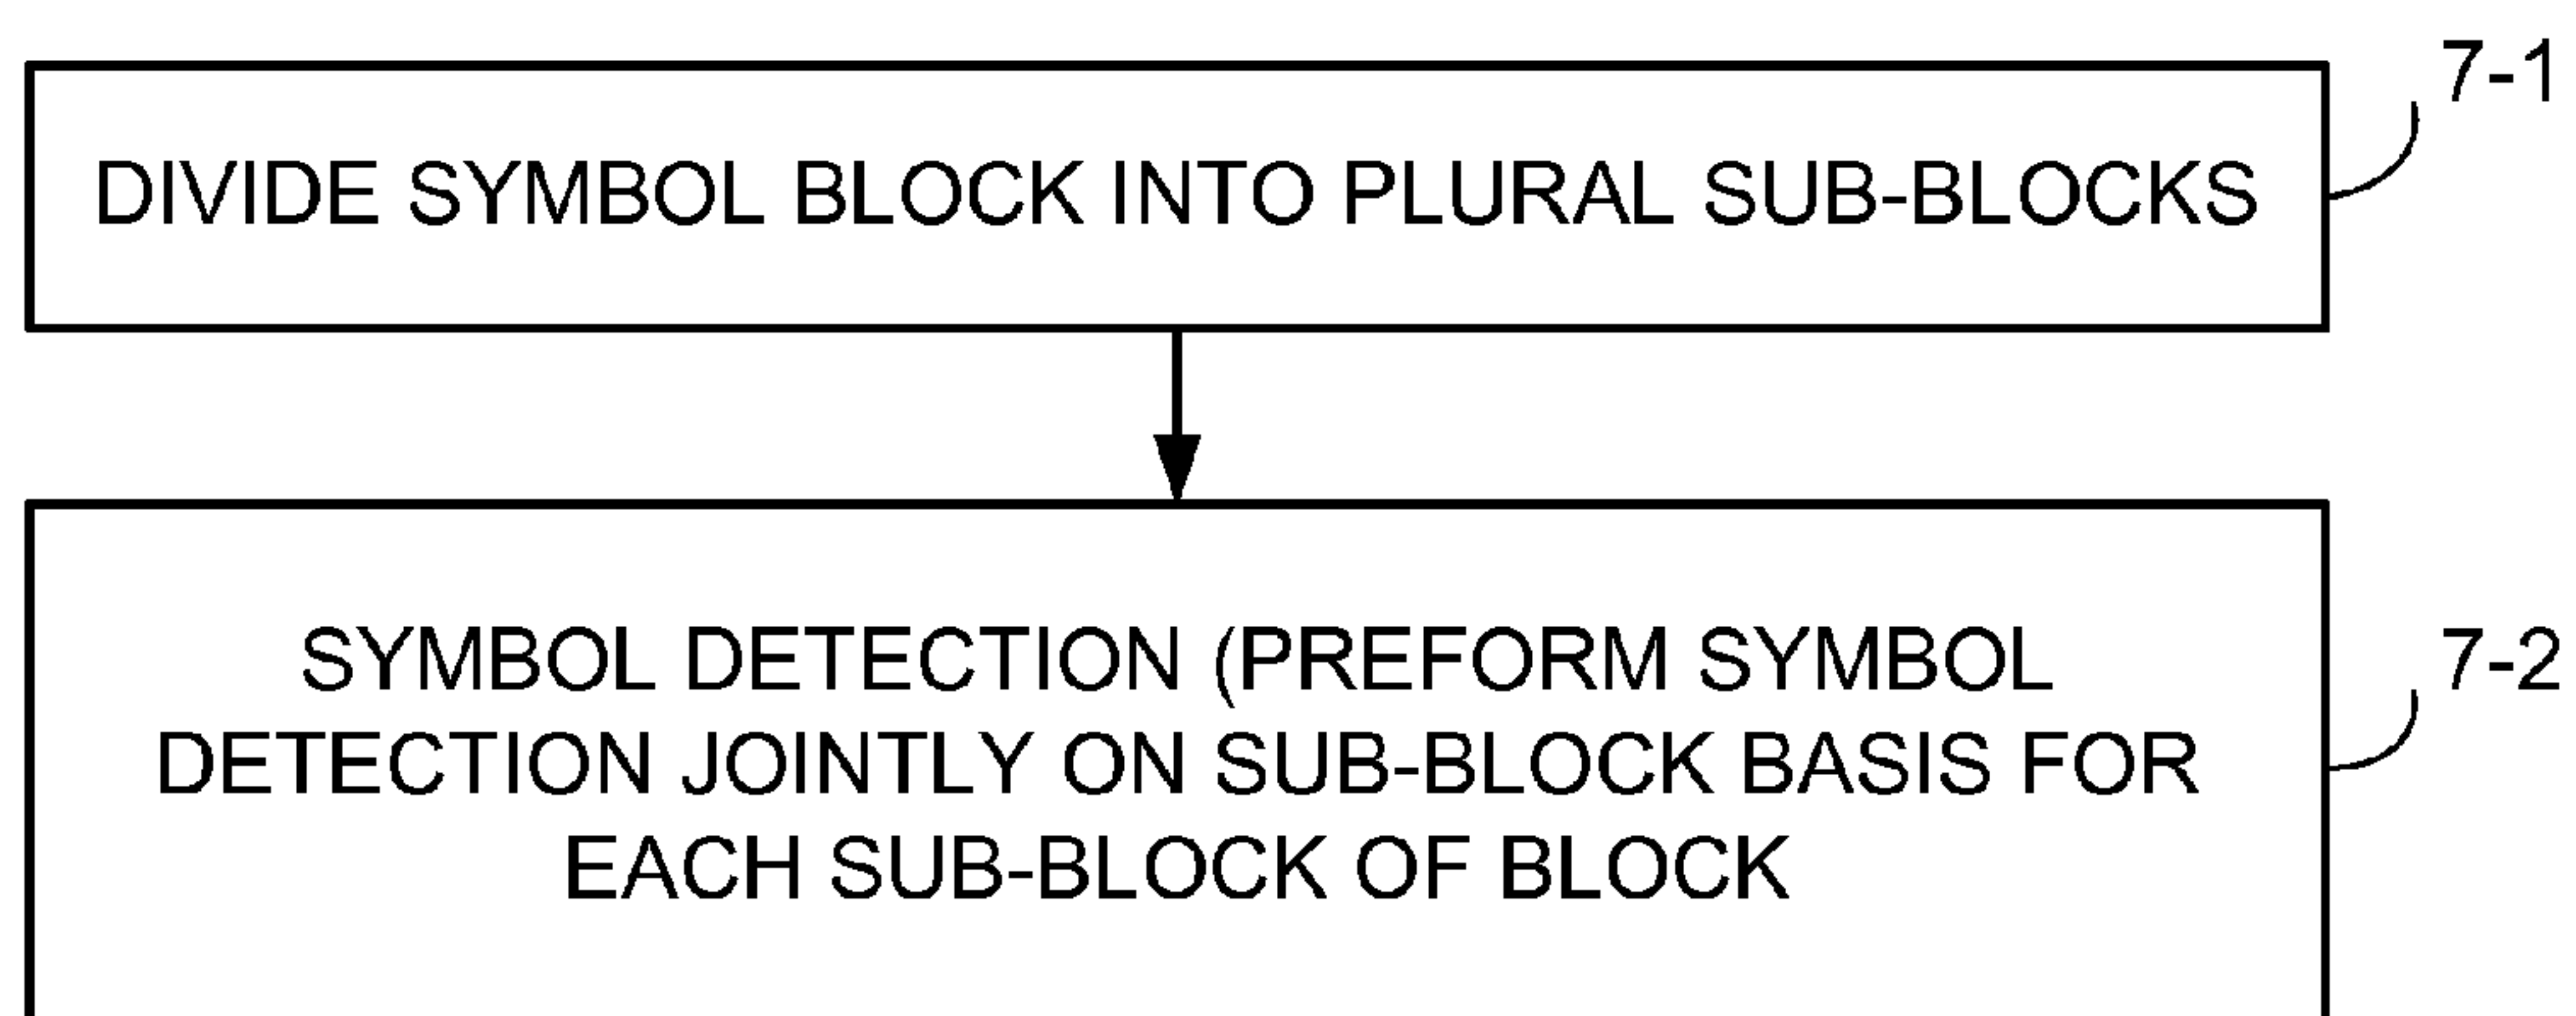 7-1
DIVIDE SYMBOL BLOCK INTO PLURAL SUB-BLOCKS
SYMBOL DETECTION (PREFORM SYMBOL
7-2
DETECTION JOINTLY ON SUB-BLOCK BASIS FOR
EACH SUB-BLOCK OF BLOCK